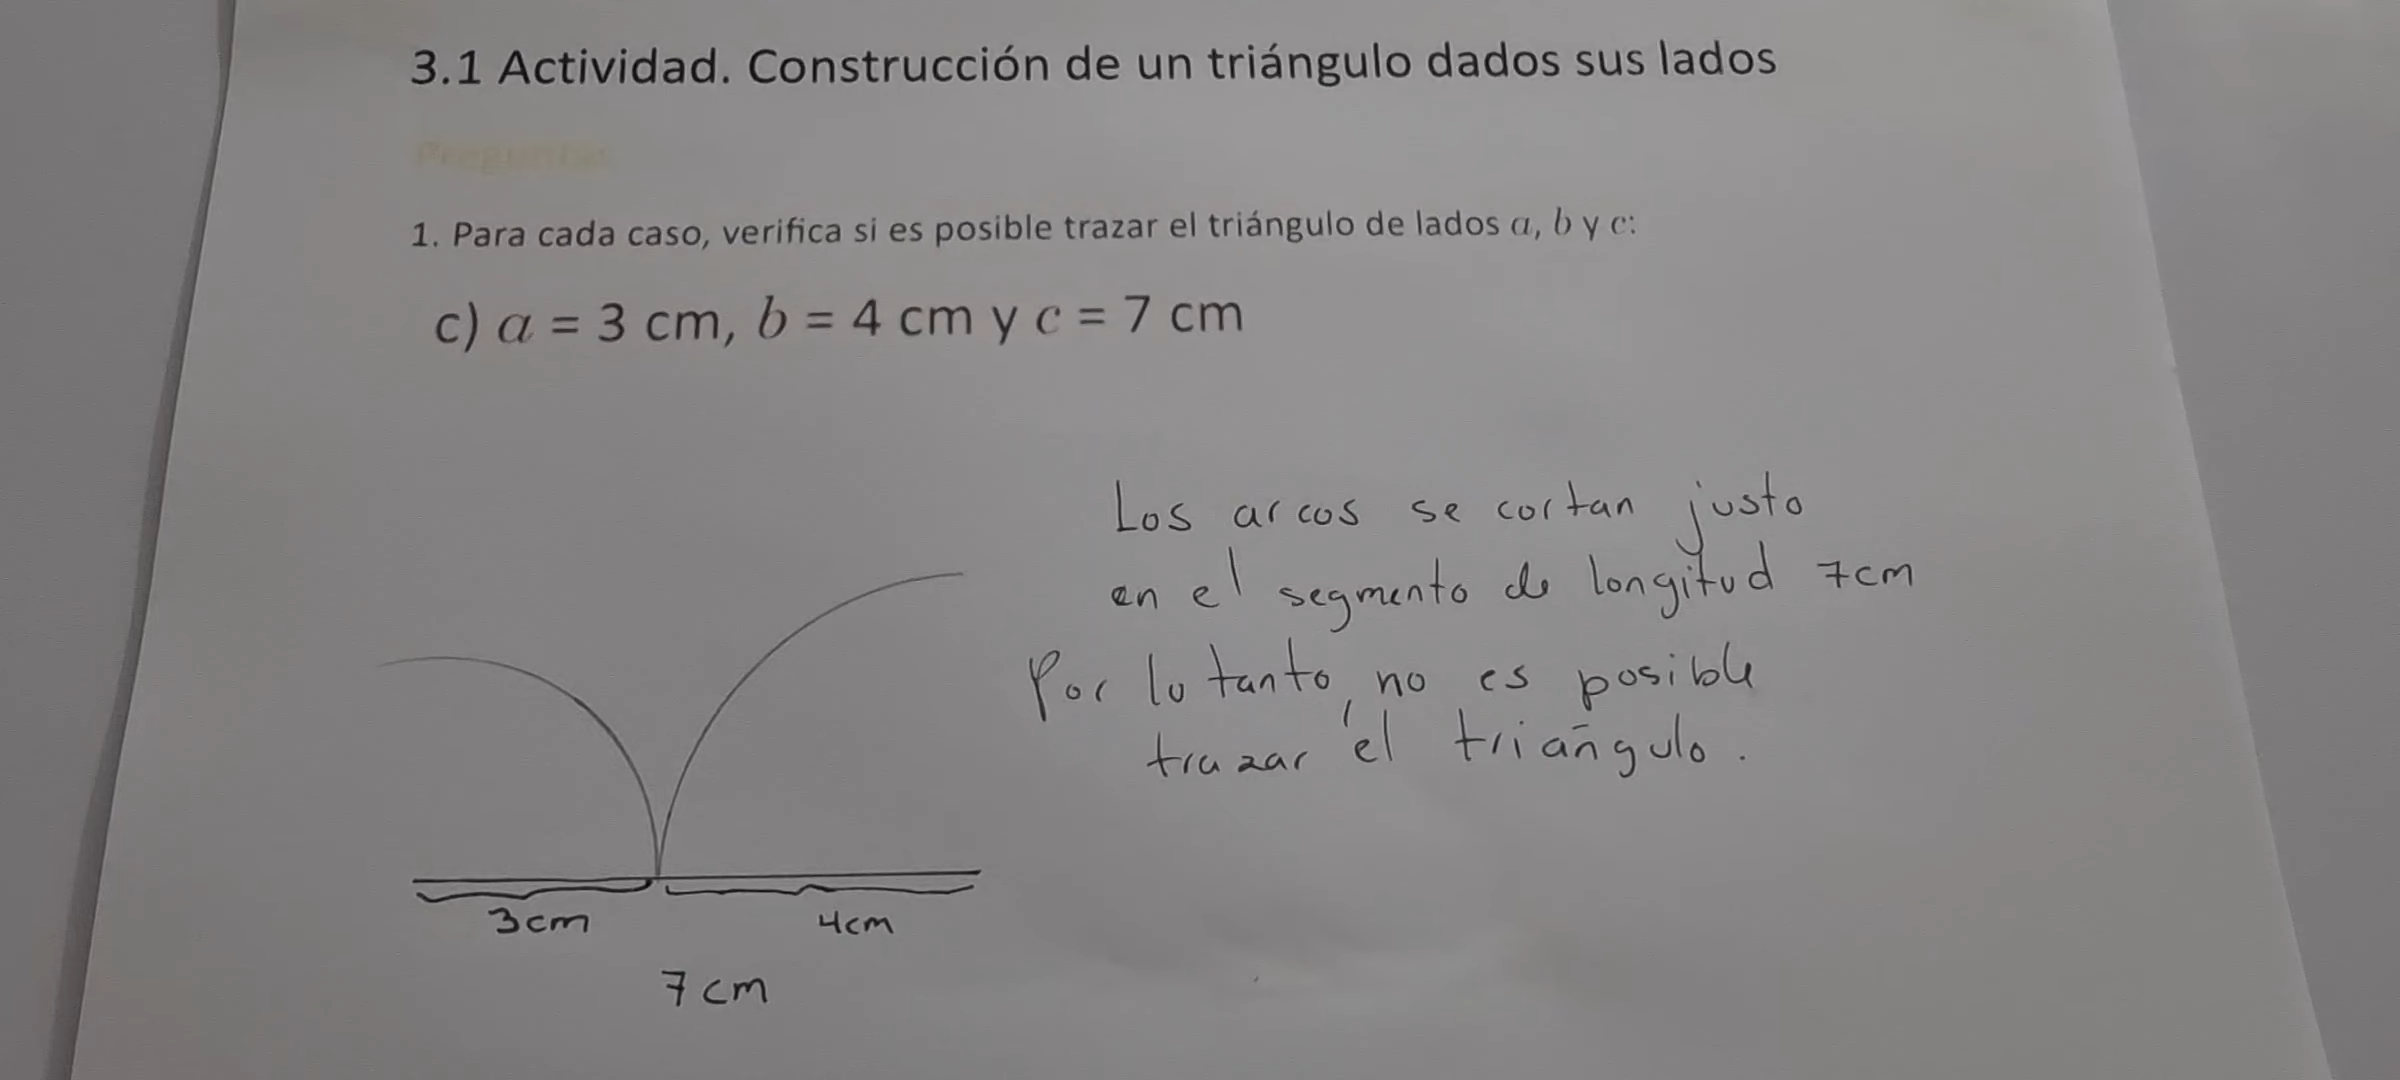 3.1 Actividad. Construcción de un triángulo dados sus lados
Preguntas
1. Para cada caso, verifica si es posible trazar el triángulo de lados a, b y c:
c) a = 3 cm, b = 4 cm y c = 7 cm
Los arcos se cortan justo
en el segmento de longitud 7cm
Por lo tanto, no es posible
trazar el triángulo.
3cm 4cm
7cm